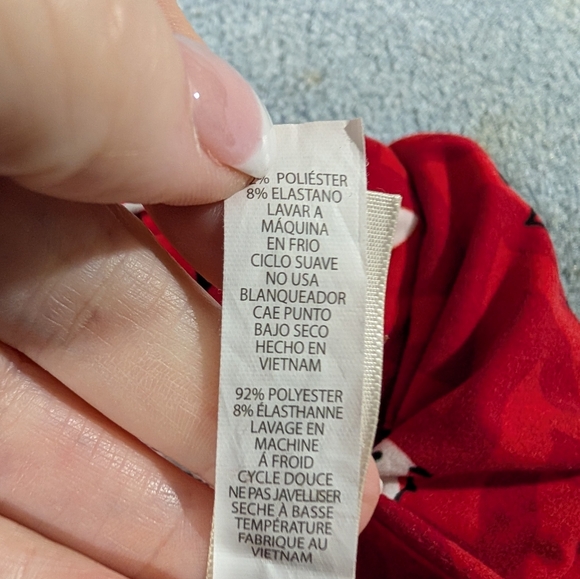 2% POLIÉSTER
8% ELASTANO
LAVAR A
MÁQUINA
EN FRIO
CICLO SUAVE
NO USA
BLANQUEADOR
CAE PUNTO
BAJO SECO
HECHO EN
VIETNAM
92% POLYESTER
8% ÉLASTHANNE
LAVAGE EN
MACHINE
Á FROID
CYCLE DOUCE
NE PAS JAVELLISER
SECHE À BASSE
TEMPÉRATURE
FABRIQUE AU
VIETNAM